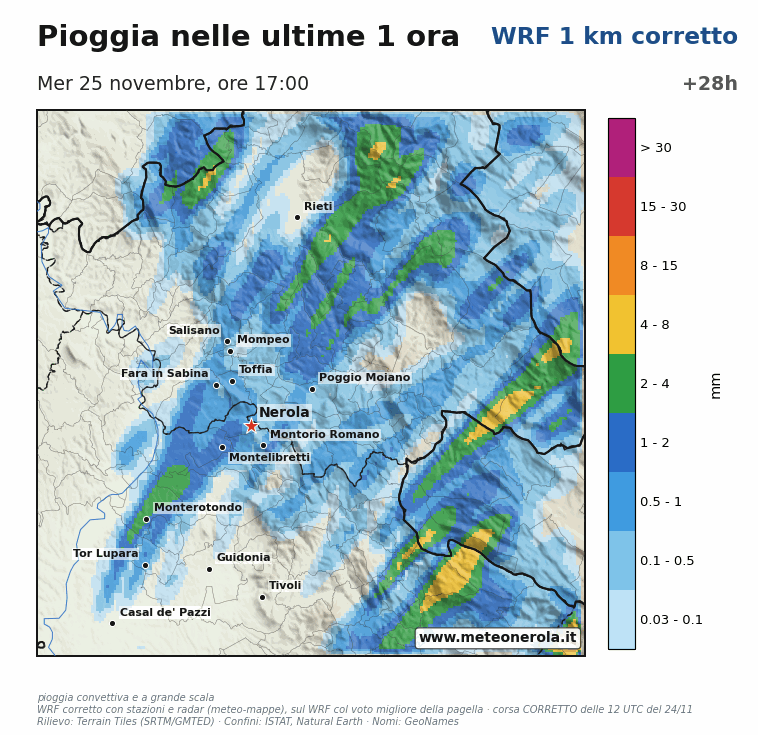 Pioggia nelle ultime 1 ora
WRF 1 km corretto
Mer 25 novembre, ore 17:00
+28h
Rieti
Salisano
Mompeo
Fara in Sabina
Toffia
Poggio Moiano
Nerola
Montorio Romano
Montelibretti
Monterotondo
Tor Lupara
Guidonia
Tivoli
Casal de' Pazzi
www.meteonerola.it
> 30
15 - 30
8 - 15
4 - 8
2 - 4
1 - 2
0.5 - 1
0.1 - 0.5
0.03 - 0.1
mm
pioggia convettiva e a grande scala
WRF corretto con stazioni e radar (meteo-mappe), sul WRF col voto migliore della pagella · corsa CORRETTO delle 12 UTC del 24/11
Rilievo: Terrain Tiles (SRTM/GMTED) · Confini: ISTAT, Natural Earth · Nomi: GeoNames